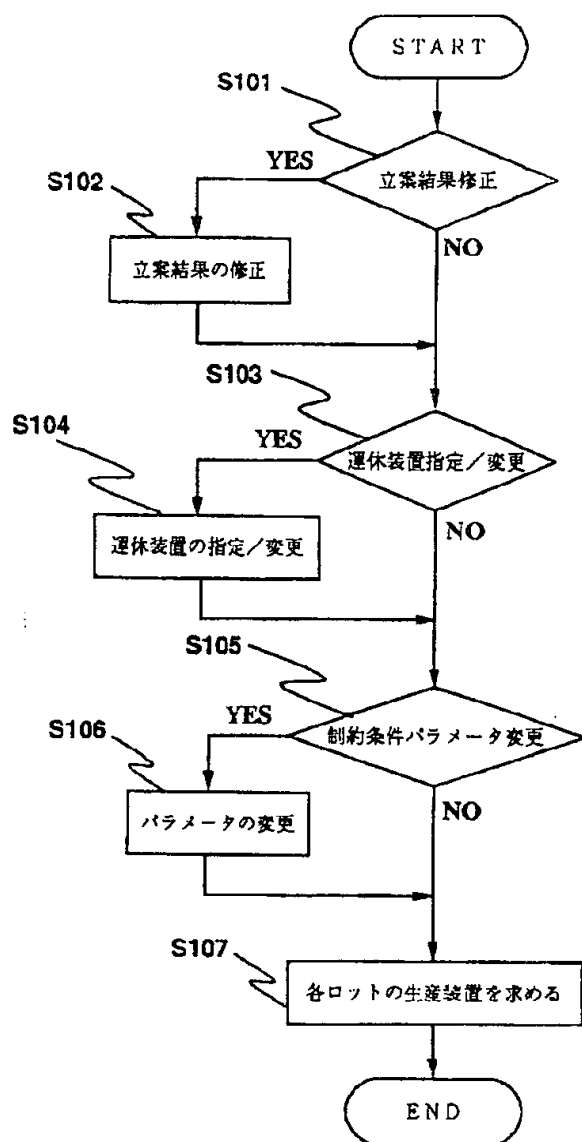 START
S101
YES
立案結果修正
S102
NO
立案結果の修正
S103
YES
S104
運休装置指定／変更
NO
運休装置の指定／変更
S105
YES
S106
制約条件パラメータ変更
NO
パラメータの変更
S107
各ロットの生産装置を求める
END